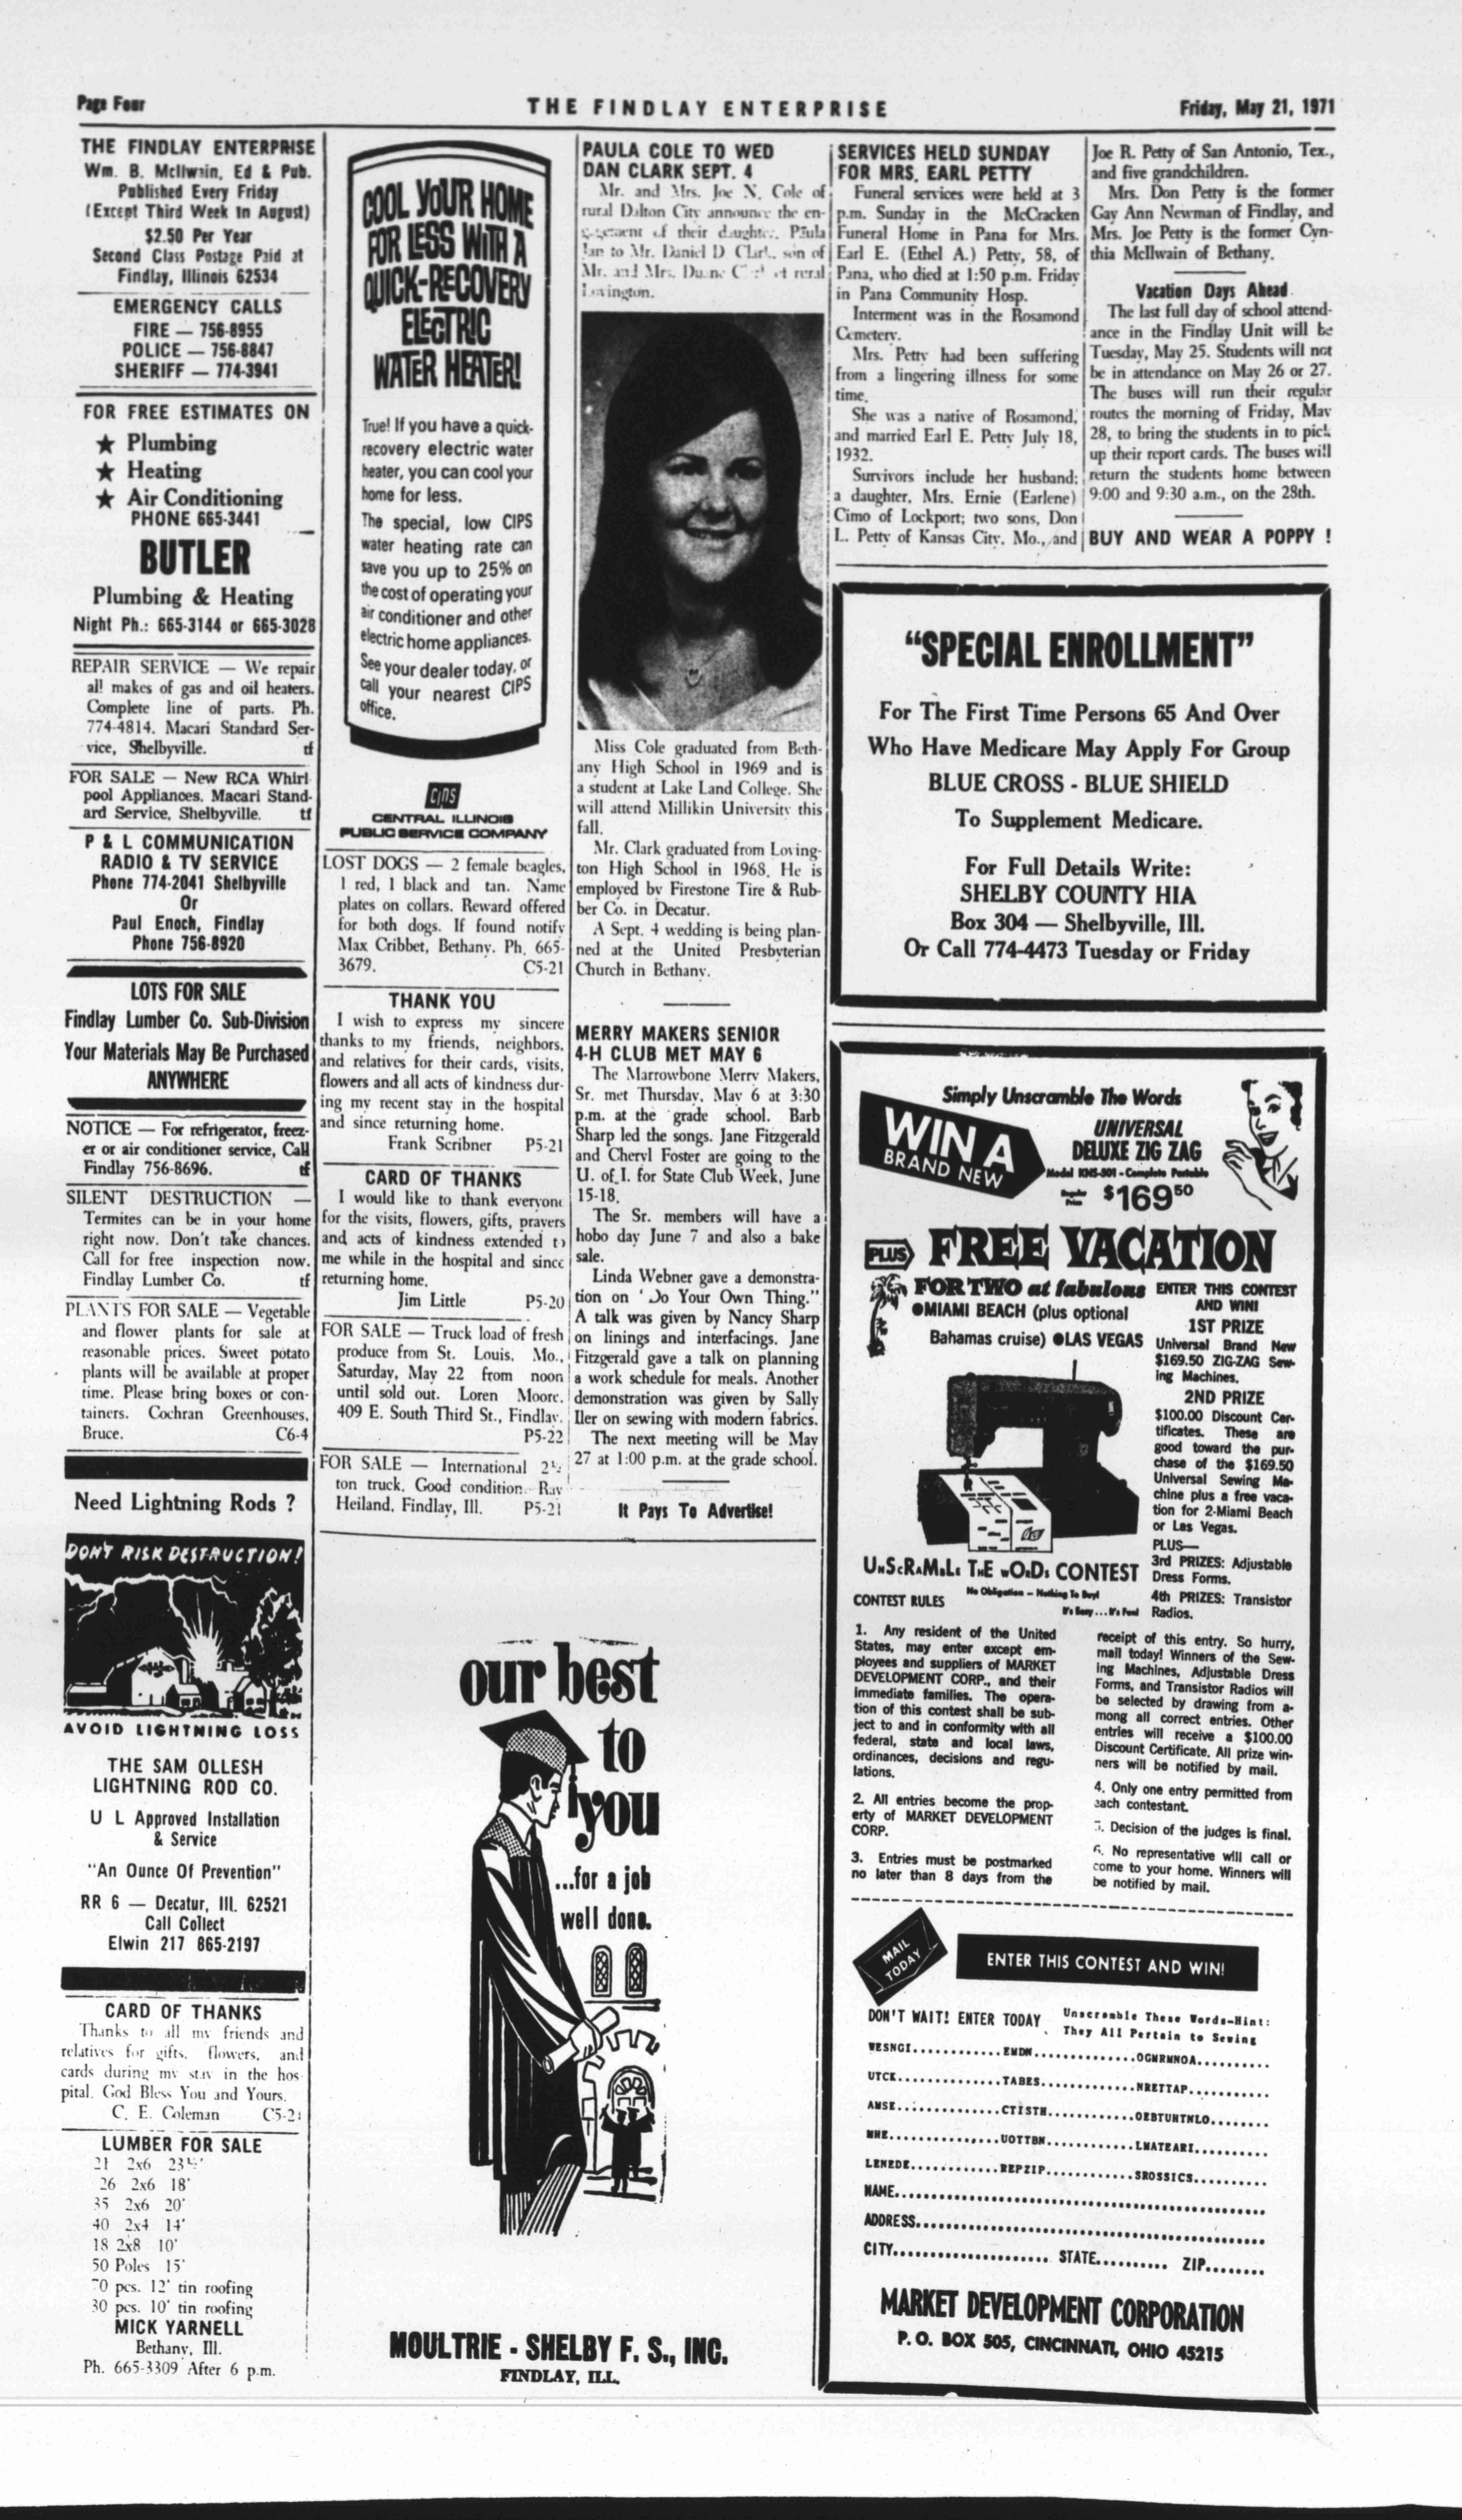 Page Four
THE FINDLAY ENTERPRISE
Friday, May 21, 1971
THE FINDLAY ENTERPRISE
Wm. B. McIlwain, Ed & Pub.
Published Every Friday
(Except Third Week In August)
$2.50 Per Year
Second Class Postage Paid at
Findlay, Illinois 62534
EMERGENCY CALLS
FIRE — 756-8955
POLICE — 756-8847
SHERIFF — 774-3941
FOR FREE ESTIMATES ON
★ Plumbing
★ Heating
★ Air Conditioning
PHONE 665-3441
BUTLER
Plumbing & Heating
Night Ph.: 665-3144 or 665-3028
REPAIR SERVICE — We repair
all makes of gas and oil heaters.
Complete line of parts. Ph.
774-4814. Macari Standard Ser-
vice, Shelbyville. tf
FOR SALE — New RCA Whirl
pool Appliances. Macari Stand-
ard Service, Shelbyville. tf
P & L COMMUNICATION
RADIO & TV SERVICE
Phone 774-2041 Shelbyville
Or
Paul Enoch, Findlay
Phone 756-8920
LOTS FOR SALE
Findlay Lumber Co. Sub-Division
Your Materials May Be Purchased
ANYWHERE
NOTICE — For refrigerator, freez-
er or air conditioner service, Call
Findlay 756-8696. tf
SILENT DESTRUCTION —
Termites can be in your home
right now. Don't take chances.
Call for free inspection now.
Findlay Lumber Co. tf
PLANTS FOR SALE — Vegetable
and flower plants for sale at
reasonable prices. Sweet potato
plants will be available at proper
time. Please bring boxes or con-
tainers. Cochran Greenhouses,
Bruce. C6-4
Need Lightning Rods ?
DON'T RISK DESTRUCTION!
AVOID LIGHTNING LOSS
THE SAM OLLESH
LIGHTNING ROD CO.
U L Approved Installation
& Service
"An Ounce Of Prevention"
RR 6 — Decatur, Ill. 62521
Call Collect
Elwin 217 865-2197
CARD OF THANKS
Thanks to all my friends and
relatives for gifts, flowers, and
cards during my stay in the hos
pital. God Bless You and Yours.
C. E. Coleman C5-21
LUMBER FOR SALE
21 2x6 23½'
26 2x6 18'
35 2x6 20'
40 2x4 14'
18 2x8 10'
50 Poles 15'
70 pcs. 12' tin roofing
30 pcs. 10' tin roofing
MICK YARNELL
Bethany, Ill.
Ph. 665-3309 After 6 p.m.
COOL YOUR HOME
FOR LESS WITH A
QUICK-RECOVERY
ELECTRIC
WATER HEATER!
True! If you have a quick-
recovery electric water
heater, you can cool your
home for less.
The special, low CIPS
water heating rate can
save you up to 25% on
the cost of operating your
air conditioner and other
electric home appliances.
See your dealer today, or
call your nearest CIPS
office.
CIPS
CENTRAL ILLINOIS
PUBLIC SERVICE COMPANY
LOST DOGS — 2 female beagles,
1 red, 1 black and tan. Name
plates on collars. Reward offered
for both dogs. If found notify
Max Cribbet, Bethany. Ph. 665-
3679. C5-21
THANK YOU
I wish to express my sincere
thanks to my friends, neighbors,
and relatives for their cards, visits,
flowers and all acts of kindness dur-
ing my recent stay in the hospital
and since returning home.
Frank Scribner P5-21
CARD OF THANKS
I would like to thank everyone
for the visits, flowers, gifts, prayers
and acts of kindness extended to
me while in the hospital and since
returning home.
Jim Little P5-20
FOR SALE — Truck load of fresh
produce from St. Louis, Mo.,
Saturday, May 22 from noon
until sold out. Loren Moore,
409 E. South Third St., Findlay.
P5-22
FOR SALE — International 2½
ton truck. Good condition. Ray
Heiland, Findlay, Ill. P5-21
PAULA COLE TO WED
DAN CLARK SEPT. 4
Mr. and Mrs. Joe N. Cole of
rural Dalton City announce the en-
gagement of their daughter, Paula
Jan to Mr. Daniel D. Clark, son of
Mr. and Mrs. Duane Clark of rural
Lovington.
Miss Cole graduated from Beth-
any High School in 1969 and is
a student at Lake Land College. She
will attend Millikin University this
fall.
Mr. Clark graduated from Loving-
ton High School in 1968. He is
employed by Firestone Tire & Rub-
ber Co. in Decatur.
A Sept. 4 wedding is being plan-
ned at the United Presbyterian
Church in Bethany.
MERRY MAKERS SENIOR
4-H CLUB MET MAY 6
The Marrowbone Merry Makers,
Sr. met Thursday, May 6 at 3:30
p.m. at the grade school. Barb
Sharp led the songs. Jane Fitzgerald
and Cheryl Foster are going to the
U. of I. for State Club Week, June
15-18.
The Sr. members will have a
hobo day June 7 and also a bake
sale.
Linda Webner gave a demonstra-
tion on "Do Your Own Thing."
A talk was given by Nancy Sharp
on linings and interfacings. Jane
Fitzgerald gave a talk on planning
a work schedule for meals. Another
demonstration was given by Sally
Iler on sewing with modern fabrics.
The next meeting will be May
27 at 1:00 p.m. at the grade school.
It Pays To Advertise!
our best
to
you
...for a job
well done.
MOULTRIE - SHELBY F. S., INC.
FINDLAY, ILL.
SERVICES HELD SUNDAY
FOR MRS. EARL PETTY
Funeral services were held at 3
p.m. Sunday in the McCracken
Funeral Home in Pana for Mrs.
Earl E. (Ethel A.) Petty, 58, of
Pana, who died at 1:50 p.m. Friday
in Pana Community Hosp.
Interment was in the Rosamond
Cemetery.
Mrs. Petty had been suffering
from a lingering illness for some
time.
She was a native of Rosamond,
and married Earl E. Petty July 18,
1932.
Survivors include her husband;
a daughter, Mrs. Ernie (Earlene)
Cimo of Lockport; two sons, Don
L. Petty of Kansas City, Mo., and
Joe R. Petty of San Antonio, Tex.,
and five grandchildren.
Mrs. Don Petty is the former
Gay Ann Newman of Findlay, and
Mrs. Joe Petty is the former Cyn-
thia McIlwain of Bethany.
Vacation Days Ahead
The last full day of school attend-
ance in the Findlay Unit will be
Tuesday, May 25. Students will not
be in attendance on May 26 or 27.
The buses will run their regular
routes the morning of Friday, May
28, to bring the students in to pick
up their report cards. The buses will
return the students home between
9:00 and 9:30 a.m., on the 28th.
BUY AND WEAR A POPPY !
"SPECIAL ENROLLMENT"
For The First Time Persons 65 And Over
Who Have Medicare May Apply For Group
BLUE CROSS - BLUE SHIELD
To Supplement Medicare.
For Full Details Write:
SHELBY COUNTY HIA
Box 304 — Shelbyville, Ill.
Or Call 774-4473 Tuesday or Friday
Simply Unscramble The Words
WIN A
BRAND NEW
UNIVERSAL
DELUXE ZIG ZAG
Model KNS-501 - Complete Portable
Regular Price $169.50
PLUS FREE VACATION
FOR TWO at fabulous
●MIAMI BEACH (plus optional
Bahamas cruise) ●LAS VEGAS
ENTER THIS CONTEST
AND WIN!
1ST PRIZE
Universal Brand New
$169.50 ZIG-ZAG Sew-
ing Machines.
2ND PRIZE
$100.00 Discount Cer-
tificates. These are
good toward the pur-
chase of the $169.50
Universal Sewing Ma-
chine plus a free vaca-
tion for 2-Miami Beach
or Las Vegas.
PLUS—
3rd PRIZES: Adjustable
Dress Forms.
4th PRIZES: Transistor
Radios.
UNSCRAMBLE THE WORDS CONTEST
No Obligation — Nothing To Buy!
It's Easy...It's Fun!
CONTEST RULES
1. Any resident of the United
States, may enter except em-
ployees and suppliers of MARKET
DEVELOPMENT CORP., and their
immediate families. The opera-
tion of this contest shall be sub-
ject to and in conformity with all
federal, state and local laws,
ordinances, decisions and regu-
lations.
2. All entries become the prop-
erty of MARKET DEVELOPMENT
CORP.
3. Entries must be postmarked
no later than 8 days from the
receipt of this entry. So hurry,
mail today! Winners of the Sew-
ing Machines, Adjustable Dress
Forms, and Transistor Radios will
be selected by drawing from a-
mong all correct entries. Other
entries will receive a $100.00
Discount Certificate. All prize win-
ners will be notified by mail.
4. Only one entry permitted from
each contestant.
5. Decision of the judges is final.
6. No representative will call or
come to your home. Winners will
be notified by mail.
MAIL
TODAY
ENTER THIS CONTEST AND WIN!
DON'T WAIT! ENTER TODAY
Unscramble These Words-Hint:
They All Pertain to Sewing
WESNGI............EMDN.............OGMRMNOA..........
UTCK.............TABES............NRETTAP...........
AMSE.............CTISTH...........OEBTUHTNLO........
MHE..............UOTTBN...........LMATEARI..........
LENEDE...........REPZIP...........SROSSICS..........
NAME................................................
ADDRESS.............................................
CITY..................... STATE.......... ZIP........
MARKET DEVELOPMENT CORPORATION
P. O. BOX 505, CINCINNATI, OHIO 45215